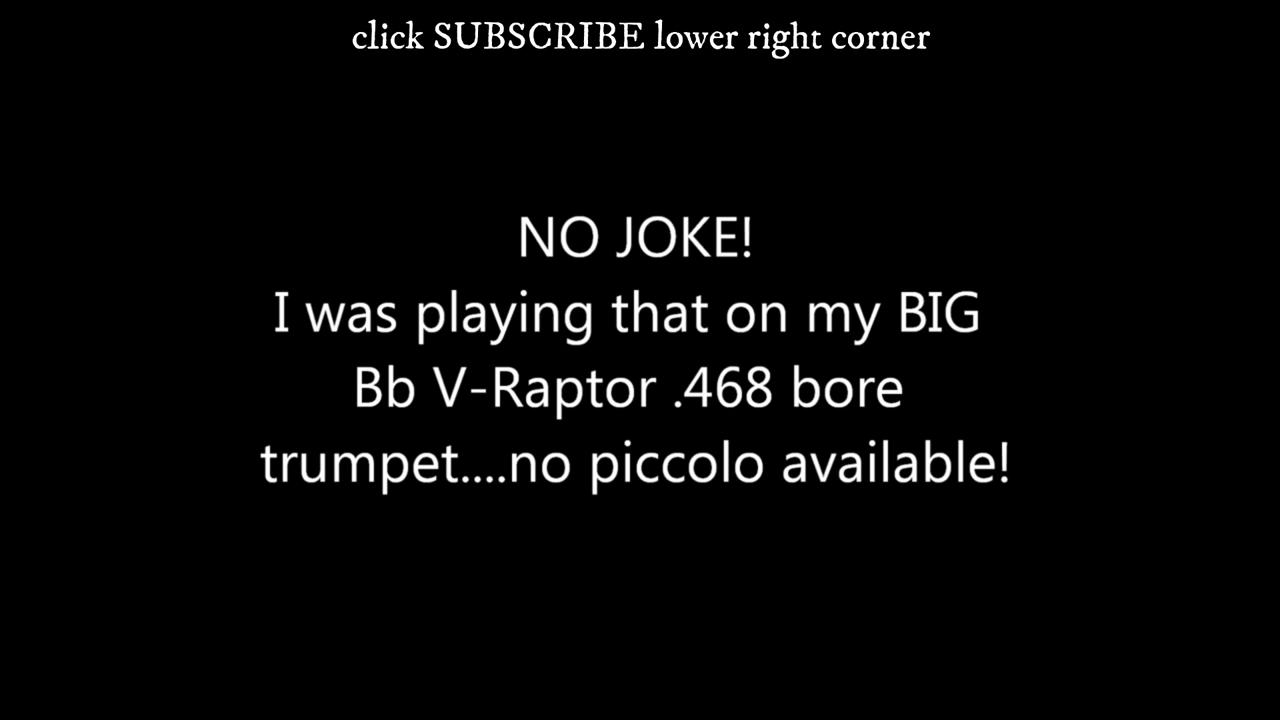 click SUBSCRIBE lower right corner
NO JOKE!
I was playing that on my BIG
Bb V-Raptor .468 bore
trumpet....no piccolo available!